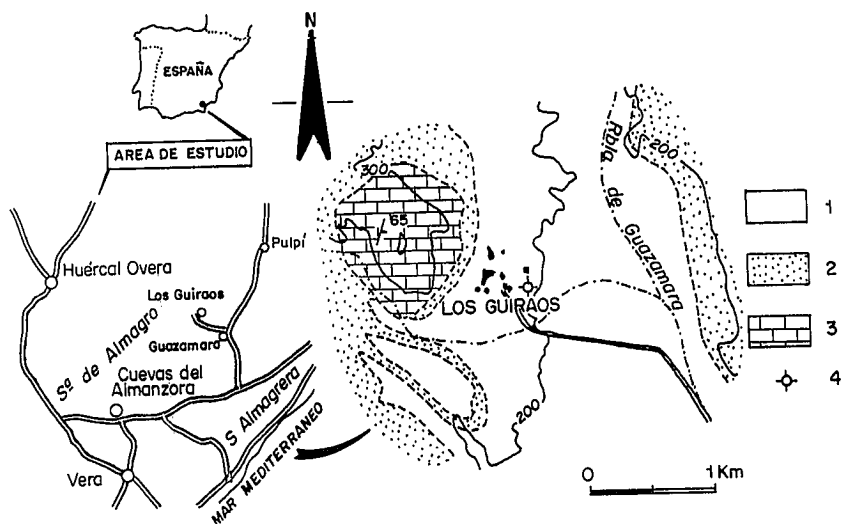 N
ESPAÑA
AREA DE ESTUDIO
Huércal Overa
Pulpí
Los Guiraos
Guazamara
Sª de Almagro
Cuevas del
Almanzora
S Almagrera
Vera
MAR MEDITERRANEO
300
65
LOS GUIRAOS
200
Rbla de Guazamara
200
1
2
3
4
0 1 Km